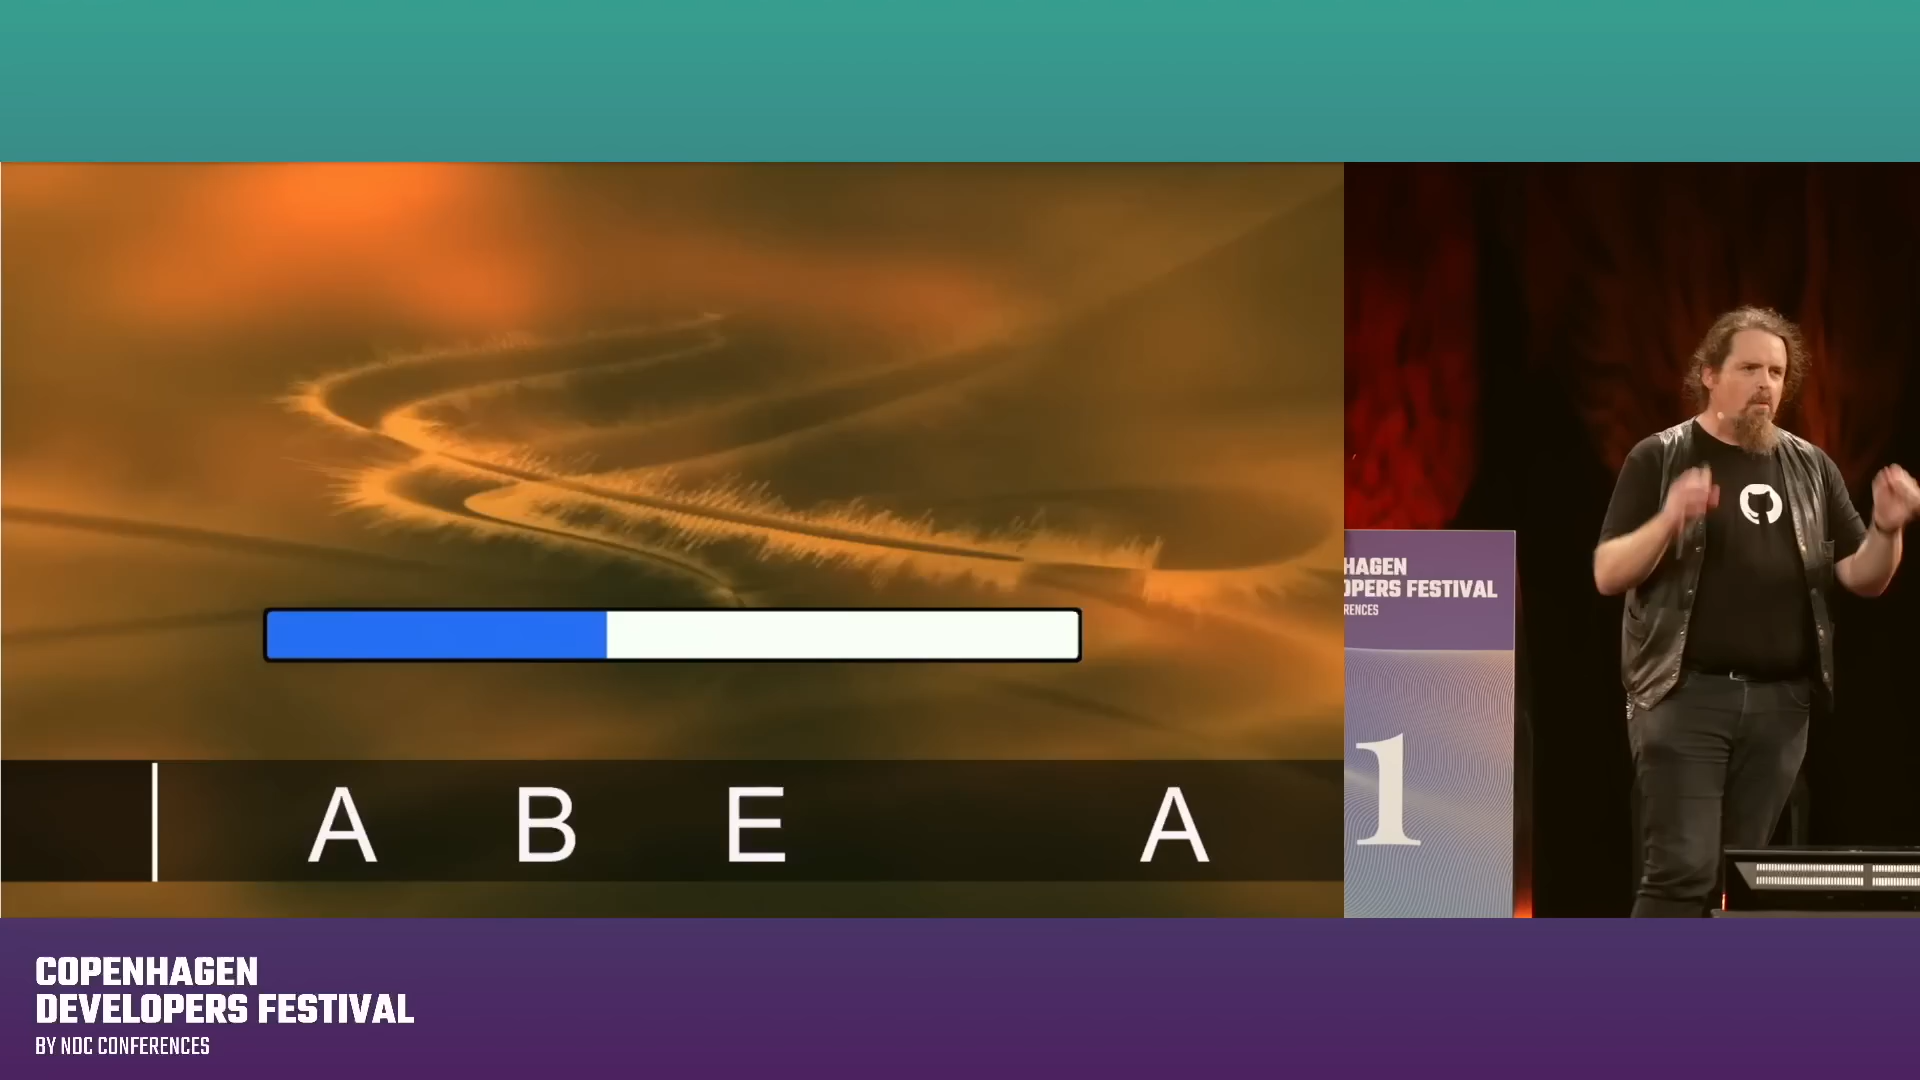 A B E A
HAGEN
OPERS FESTIVAL
RENCES
1
COPENHAGEN
DEVELOPERS FESTIVAL
BY NDC CONFERENCES